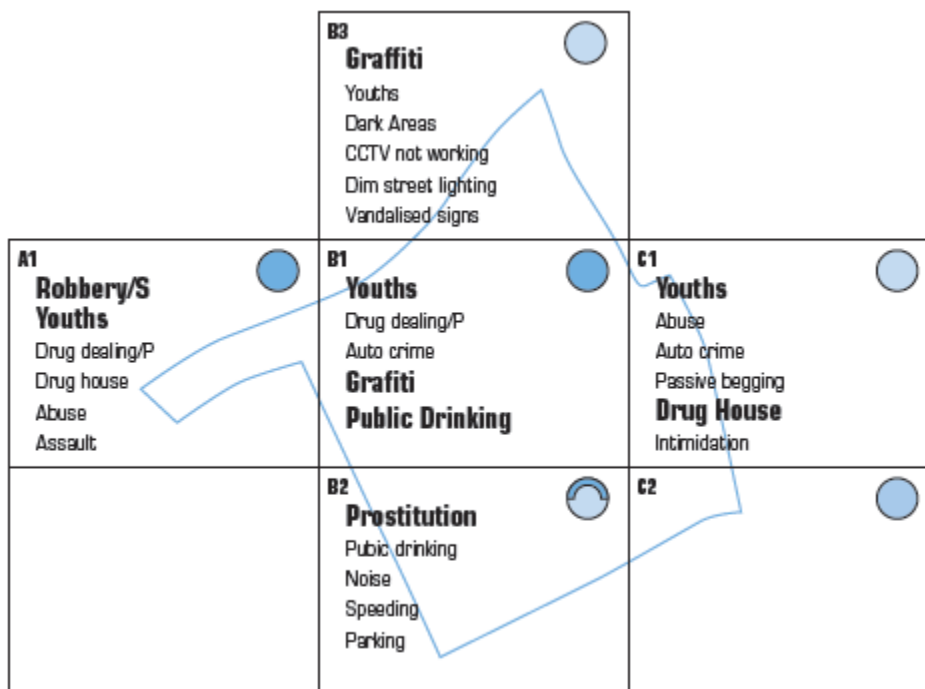 B3
Graffiti
Youths
Dark Areas
CCTV not working
Dim street lighting
Vandalised signs
A1
Robbery/S
Youths
Drug dealing/P
Drug house
Abuse
Assault
B1
Youths
Drug dealing/P
Auto crime
Grafiti
Public Drinking
C1
Youths
Abuse
Auto crime
Passive begging
Drug House
Intimidation
B2
Prostitution
Pubic drinking
Noise
Speeding
Parking
C2